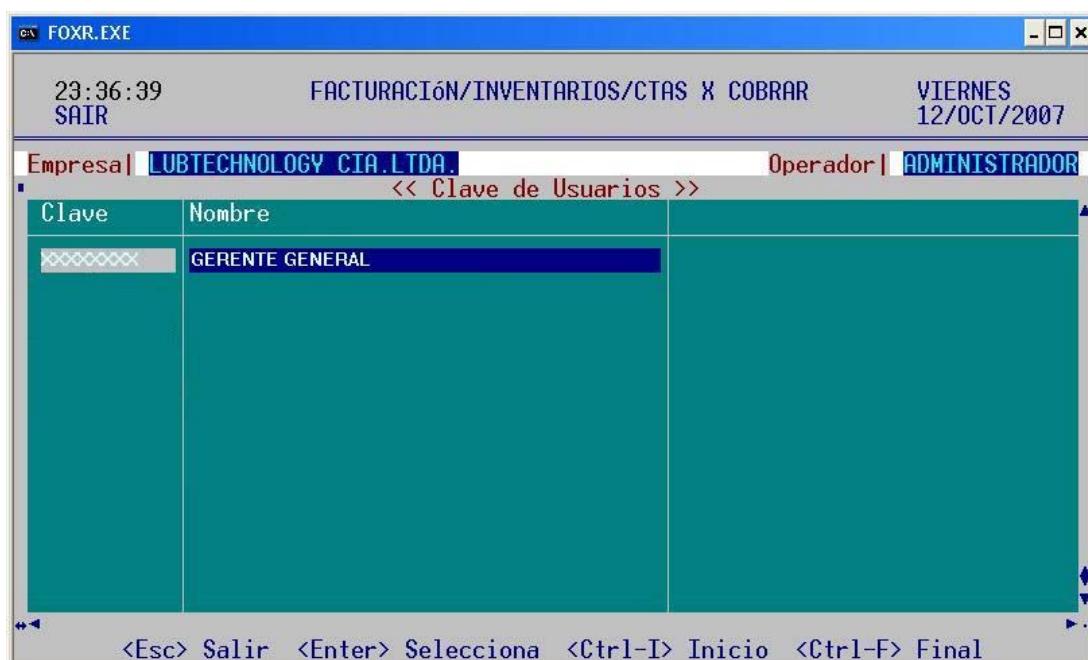 FOXR.EXE
23:36:39 FACTURACIóN/INVENTARIOS/CTAS X COBRAR VIERNES
SAIR 12/OCT/2007
Empresa| LUBTECHNOLOGY CIA.LTDA. Operador| ADMINISTRADOR
<< Clave de Usuarios >>
Clave Nombre
XXXXXXXXX GERENTE GENERAL
<Esc> Salir <Enter> Selecciona <Ctrl-I> Inicio <Ctrl-F> Final